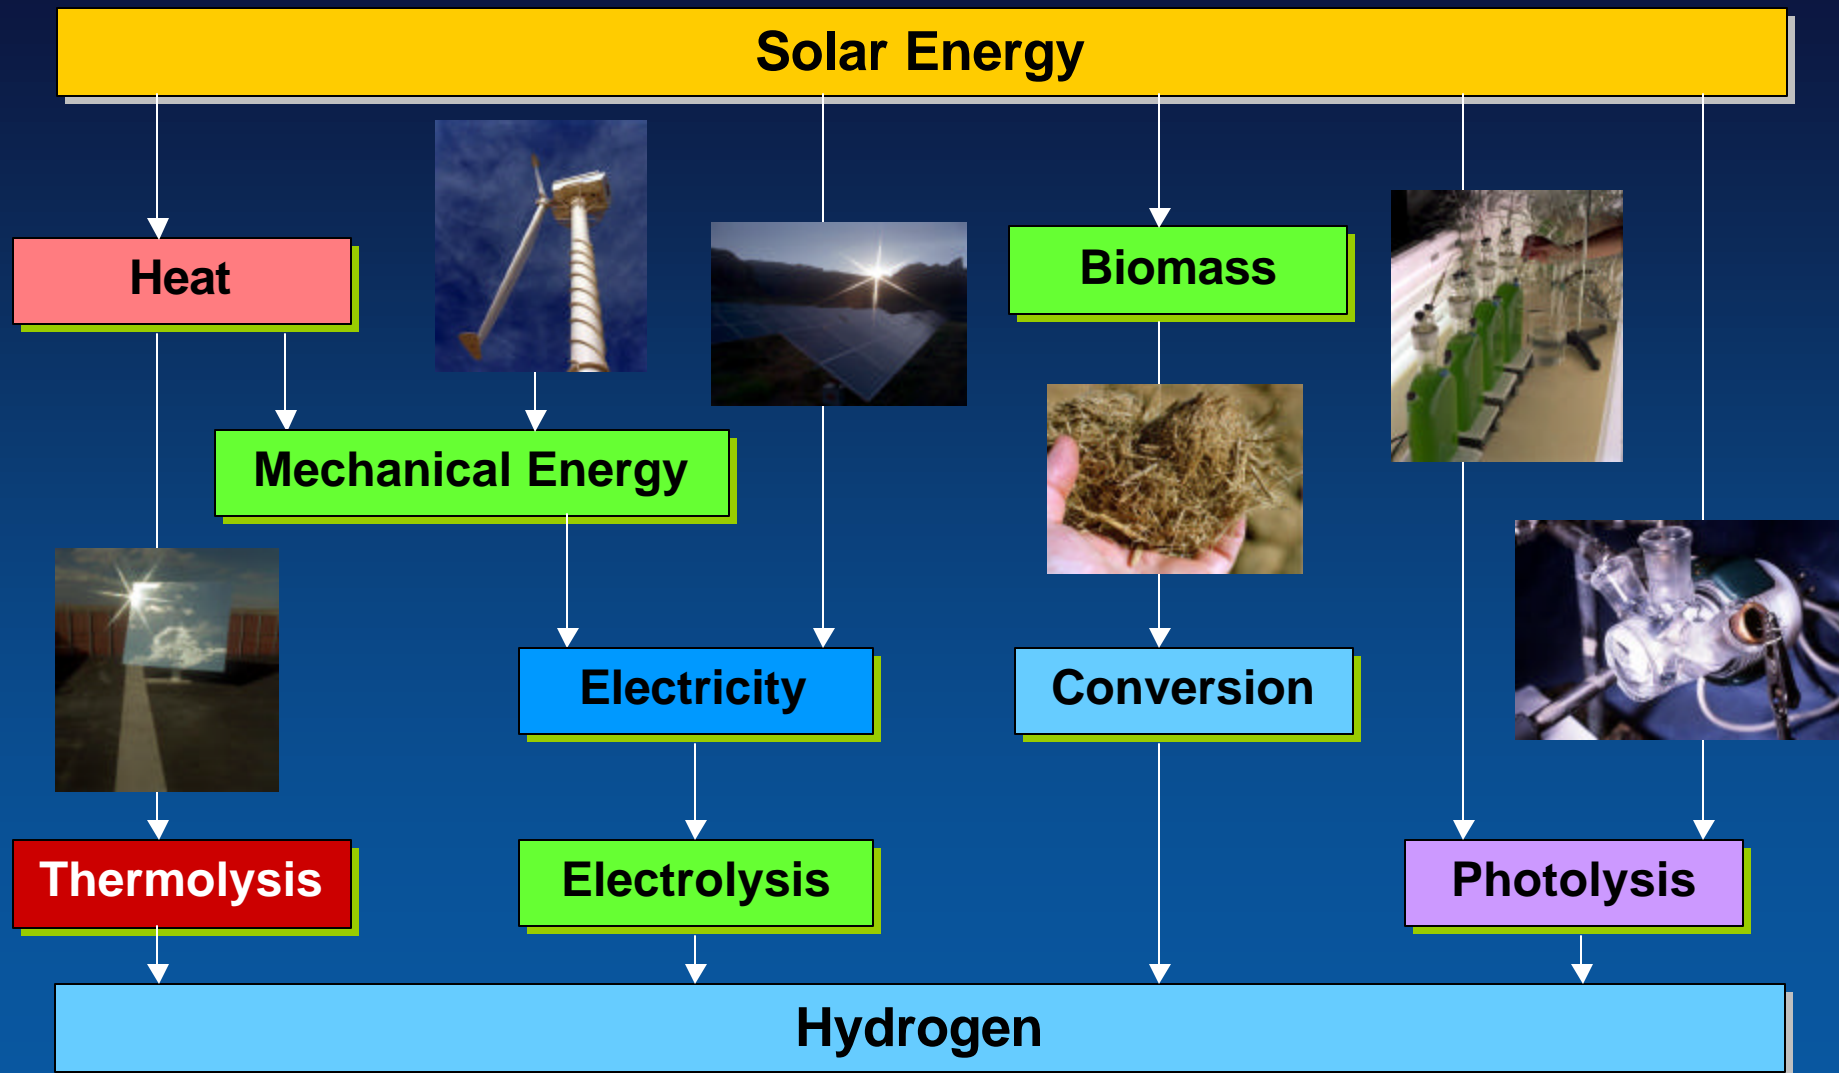 Solar Energy
Heat
Biomass
Mechanical Energy
Electricity
Conversion
Thermolysis
Electrolysis
Photolysis
Hydrogen